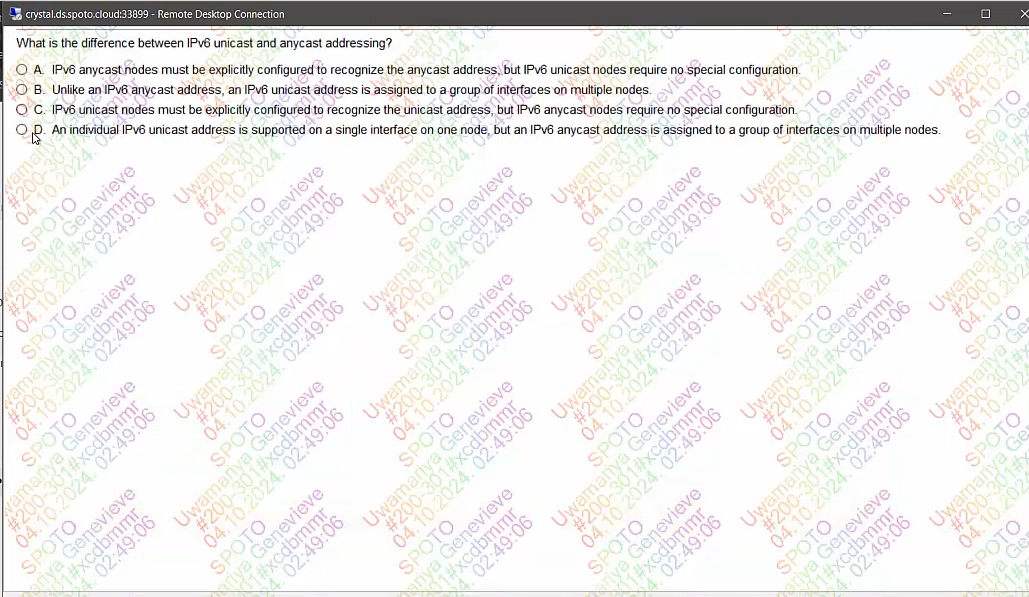 crystal.ds.spoto.cloud:33899 - Remote Desktop Connection
What is the difference between IPv6 unicast and anycast addressing?
A. IPv6 anycast nodes must be explicitly configured to recognize the anycast address, but IPv6 unicast nodes require no special configuration.
B. Unlike an IPv6 anycast address, an IPv6 unicast address is assigned to a group of interfaces on multiple nodes.
C. IPv6 unicast nodes must be explicitly configured to recognize the unicast address, but IPv6 anycast nodes require no special configuration.
D. An individual IPv6 unicast address is supported on a single interface on one node, but an IPv6 anycast address is assigned to a group of interfaces on multiple nodes.
Uwamaniya Genevieve
#200-301#xcdbmmr
04.10.2024. 02:49:06
SPOTO